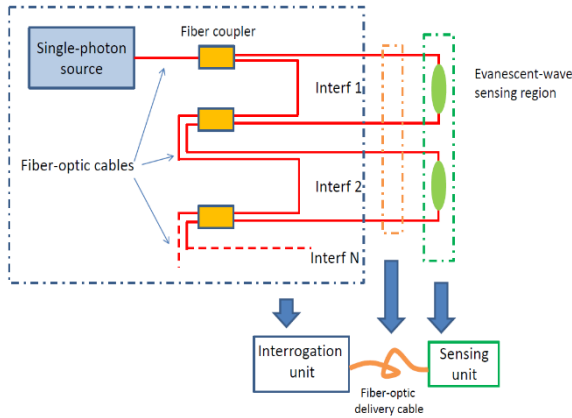 Fiber coupler
Single-photon
source
Interf 1
Evanescent-wave
sensing region
Fiber-optic cables
Interf 2
Interf N
Interrogation
unit
Sensing
unit
Fiber-optic
delivery cable